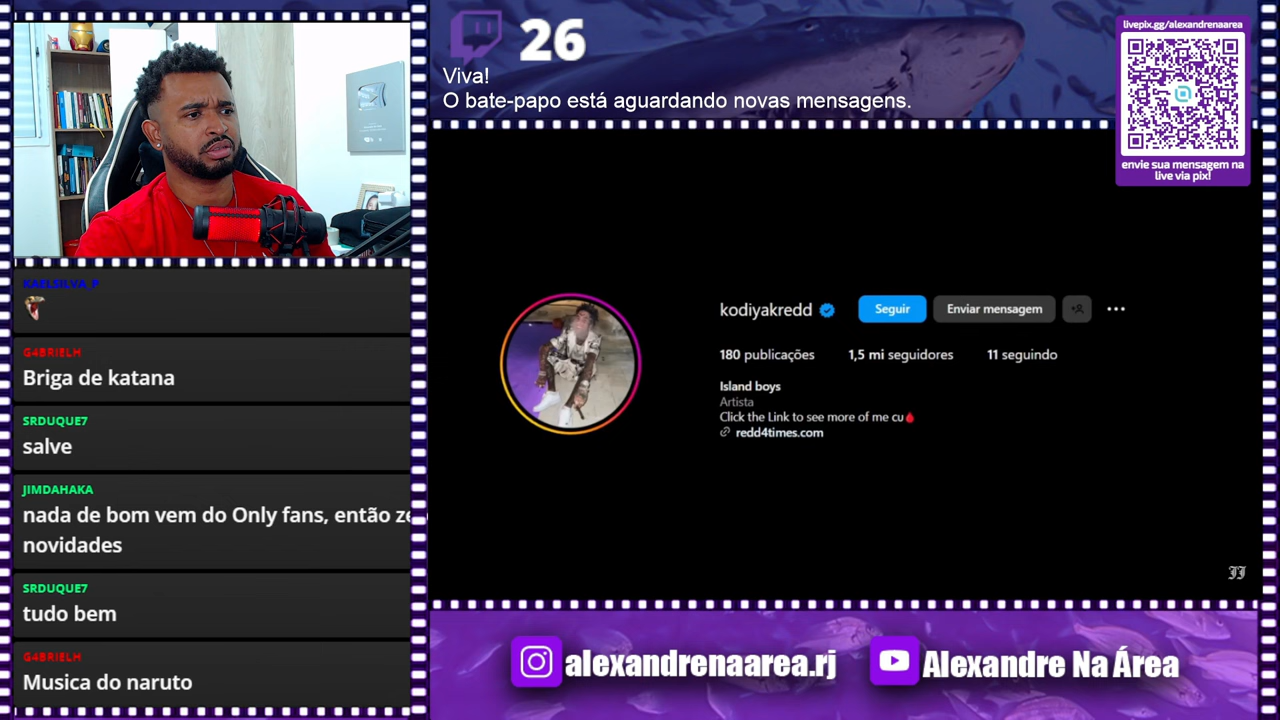 26
Viva!
O bate-papo está aguardando novas mensagens.
livepix.gg/alexandrenaarea
envie sua mensagem na
live via pix!
KAELSILVA_P
G4BRIELH
Briga de katana
SRDUQUE7
salve
JIMDAHAKA
nada de bom vem do Only fans, então ze
novidades
SRDUQUE7
tudo bem
G4BRIELH
Musica do naruto
kodiyakredd
Seguir
Enviar mensagem
180 publicações
1,5 mi seguidores
11 seguindo
Island boys
Artista
Click the Link to see more of me cu🩸
redd4times.com
JJ
alexandrenaarea.rj
Alexandre Na Área